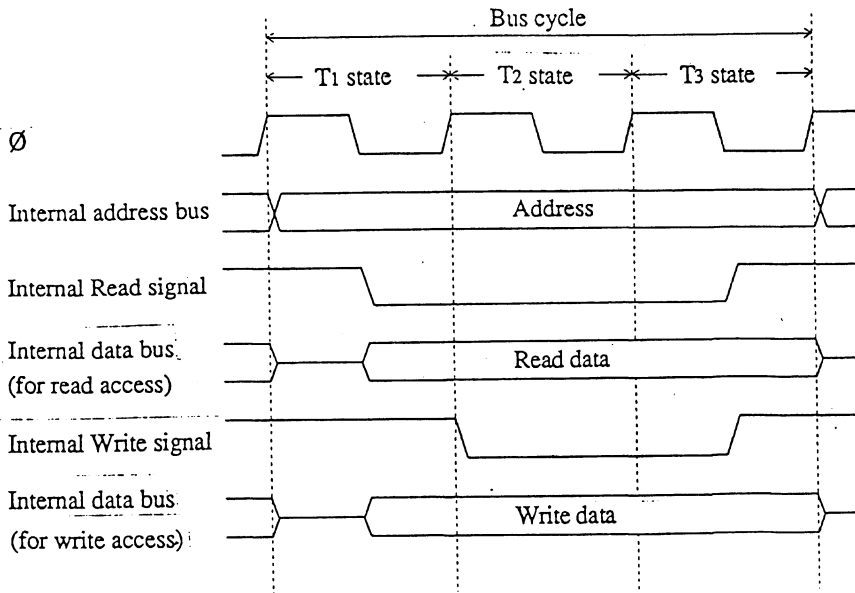 Bus cycle
T1 state T2 state T3 state
Ø
Internal address bus Address
Internal Read signal
Internal data bus Read data
(for read access)
Internal Write signal
Internal data bus Write data
(for write access)